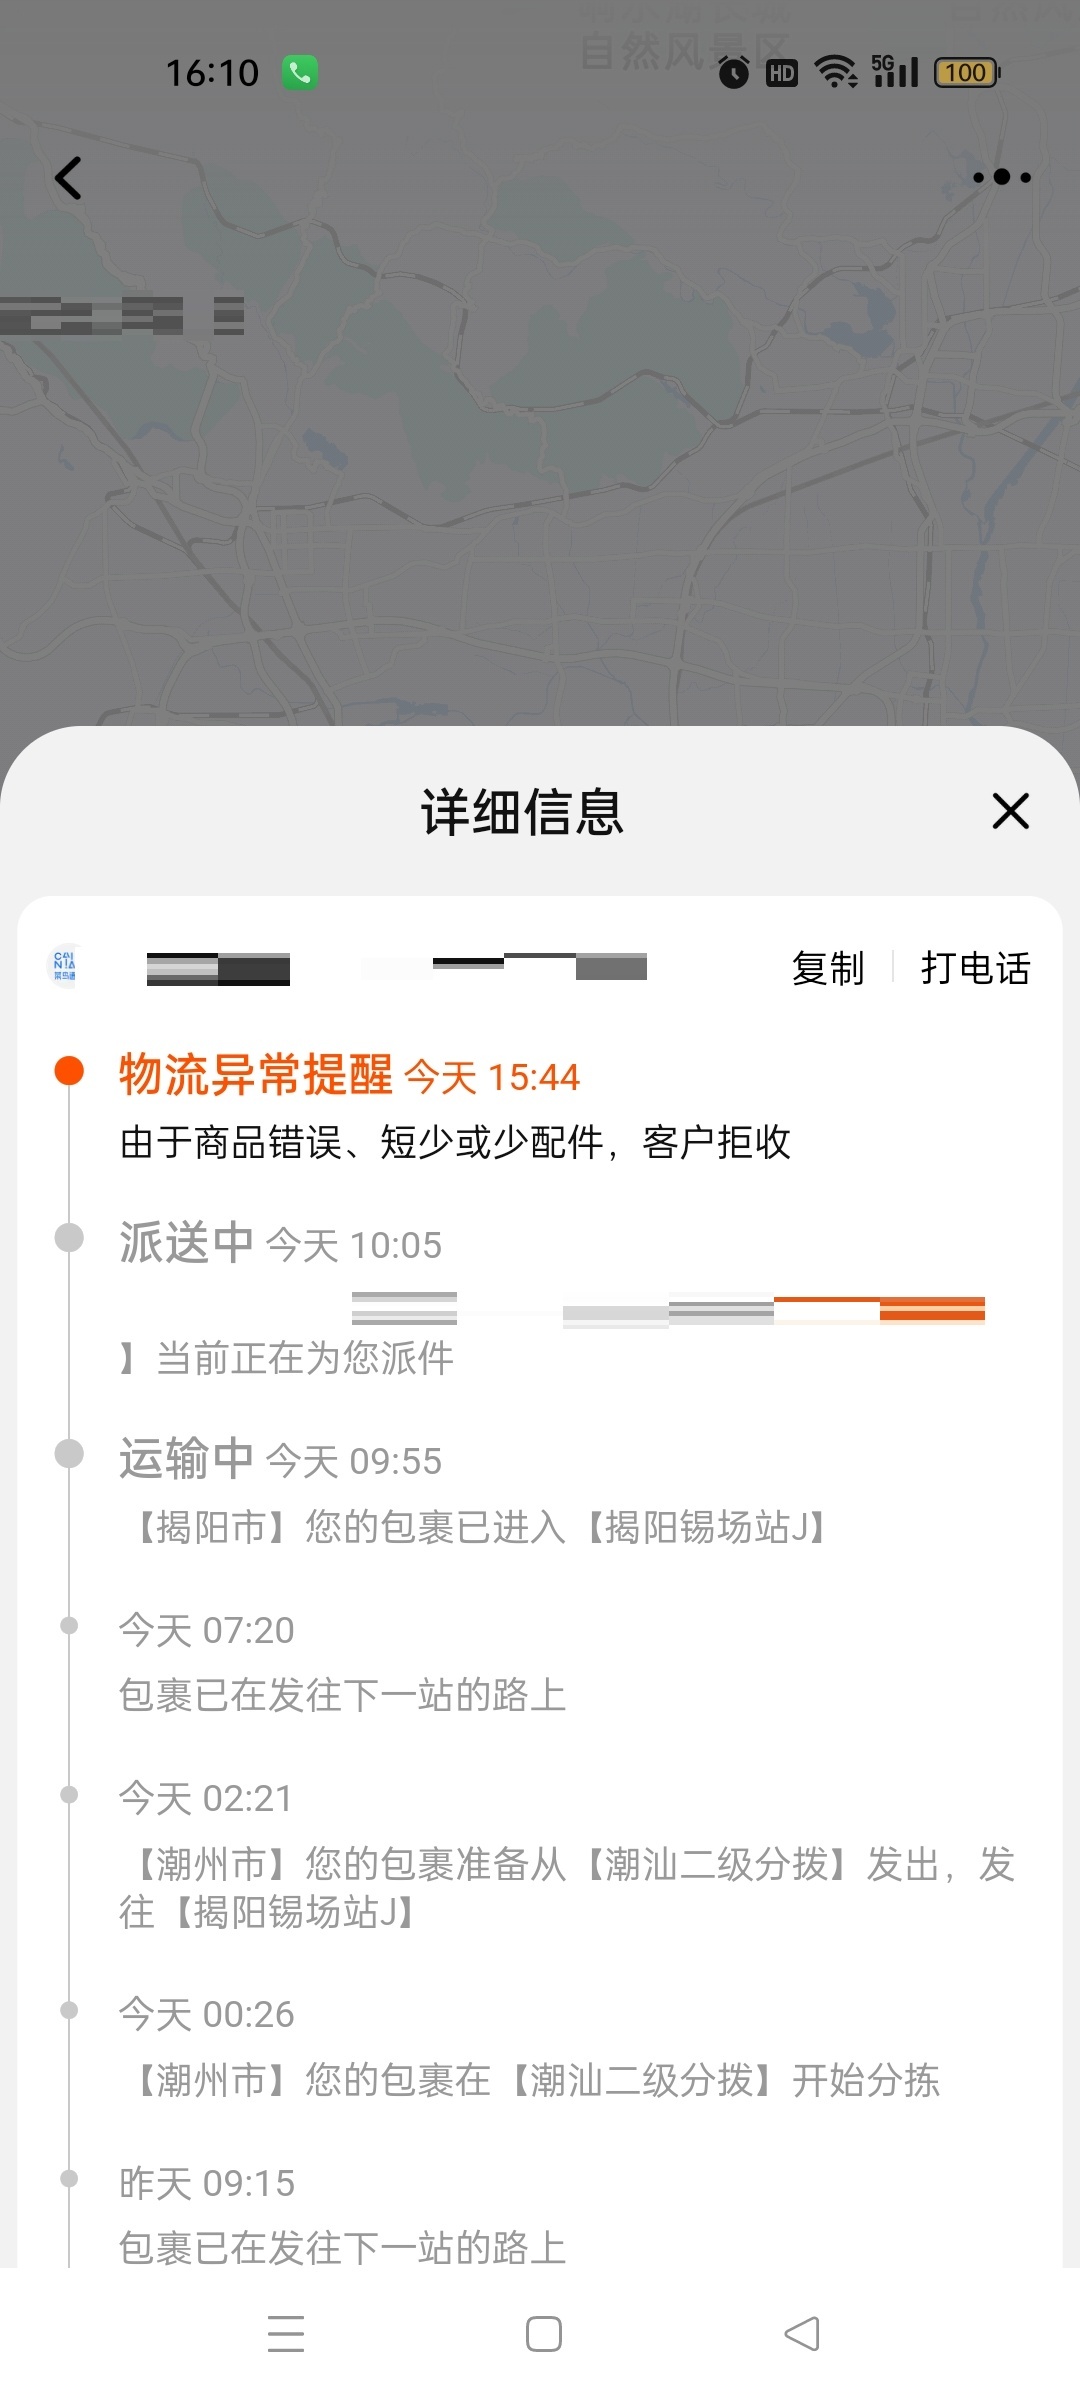 自然风景区
16:10
HD
5G
100
详细信息
CAI
NIA
菜鸟速
复制
打电话
物流异常提醒 今天 15:44
由于商品错误、短少或少配件，客户拒收
派送中 今天 10:05
】当前正在为您派件
运输中 今天 09:55
【揭阳市】您的包裹已进入【揭阳锡场站J】
今天 07:20
包裹已在发往下一站的路上
今天 02:21
【潮州市】您的包裹准备从【潮汕二级分拨】发出，发
往【揭阳锡场站J】
今天 00:26
【潮州市】您的包裹在【潮汕二级分拨】开始分拣
昨天 09:15
包裹已在发往下一站的路上